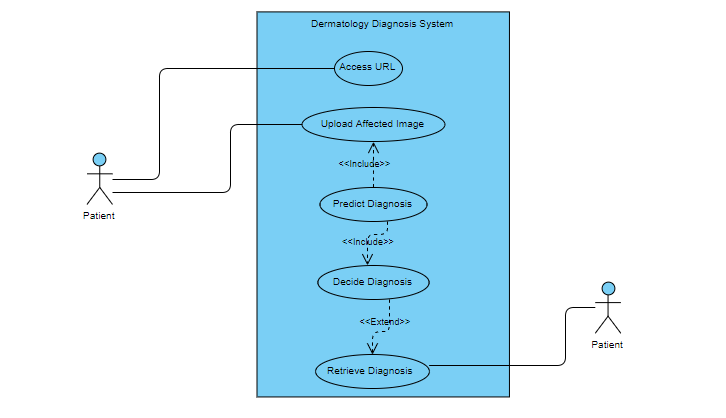 Dermatology Diagnosis System
Access URL
Upload Affected Image
<<Include>>
Patient
Predict Diagnosis
<<Include>>
Decide Diagnosis
<<Extend>>
Patient
Retrieve Diagnosis